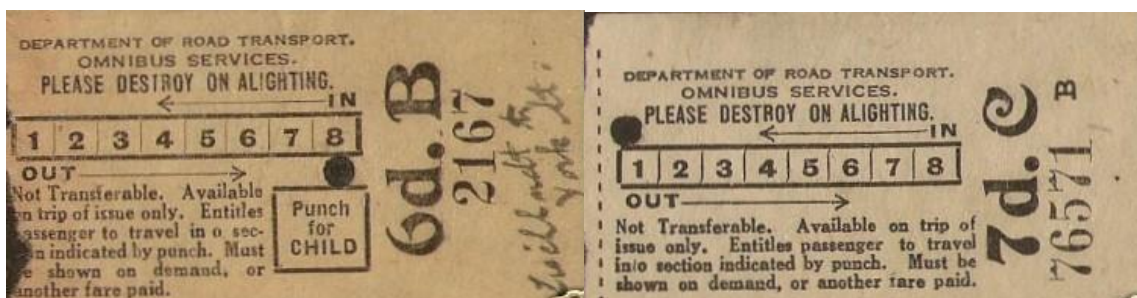 DEPARTMENT OF ROAD TRANSPORT.
OMNIBUS SERVICES.
PLEASE DESTROY ON ALIGHTING.
IN
1 2 3 4 5 6 7 8
OUT
Not Transferable. Available
on trip of issue only. Entitles
passenger to travel in o sec-
in indicated by punch. Must
be shown on demand, or
another fare paid.
Punch
for
CHILD
6d. B
2167
York St.
DEPARTMENT OF ROAD TRANSPORT.
OMNIBUS SERVICES.
PLEASE DESTROY ON ALIGHTING.
IN
1 2 3 4 5 6 7 8
OUT
Not Transferable. Available on trip of
issue only. Entitles passenger to travel
in/o section indicated by punch. Must be
shown on demand, or another fare paid.
7d. C
76571 B